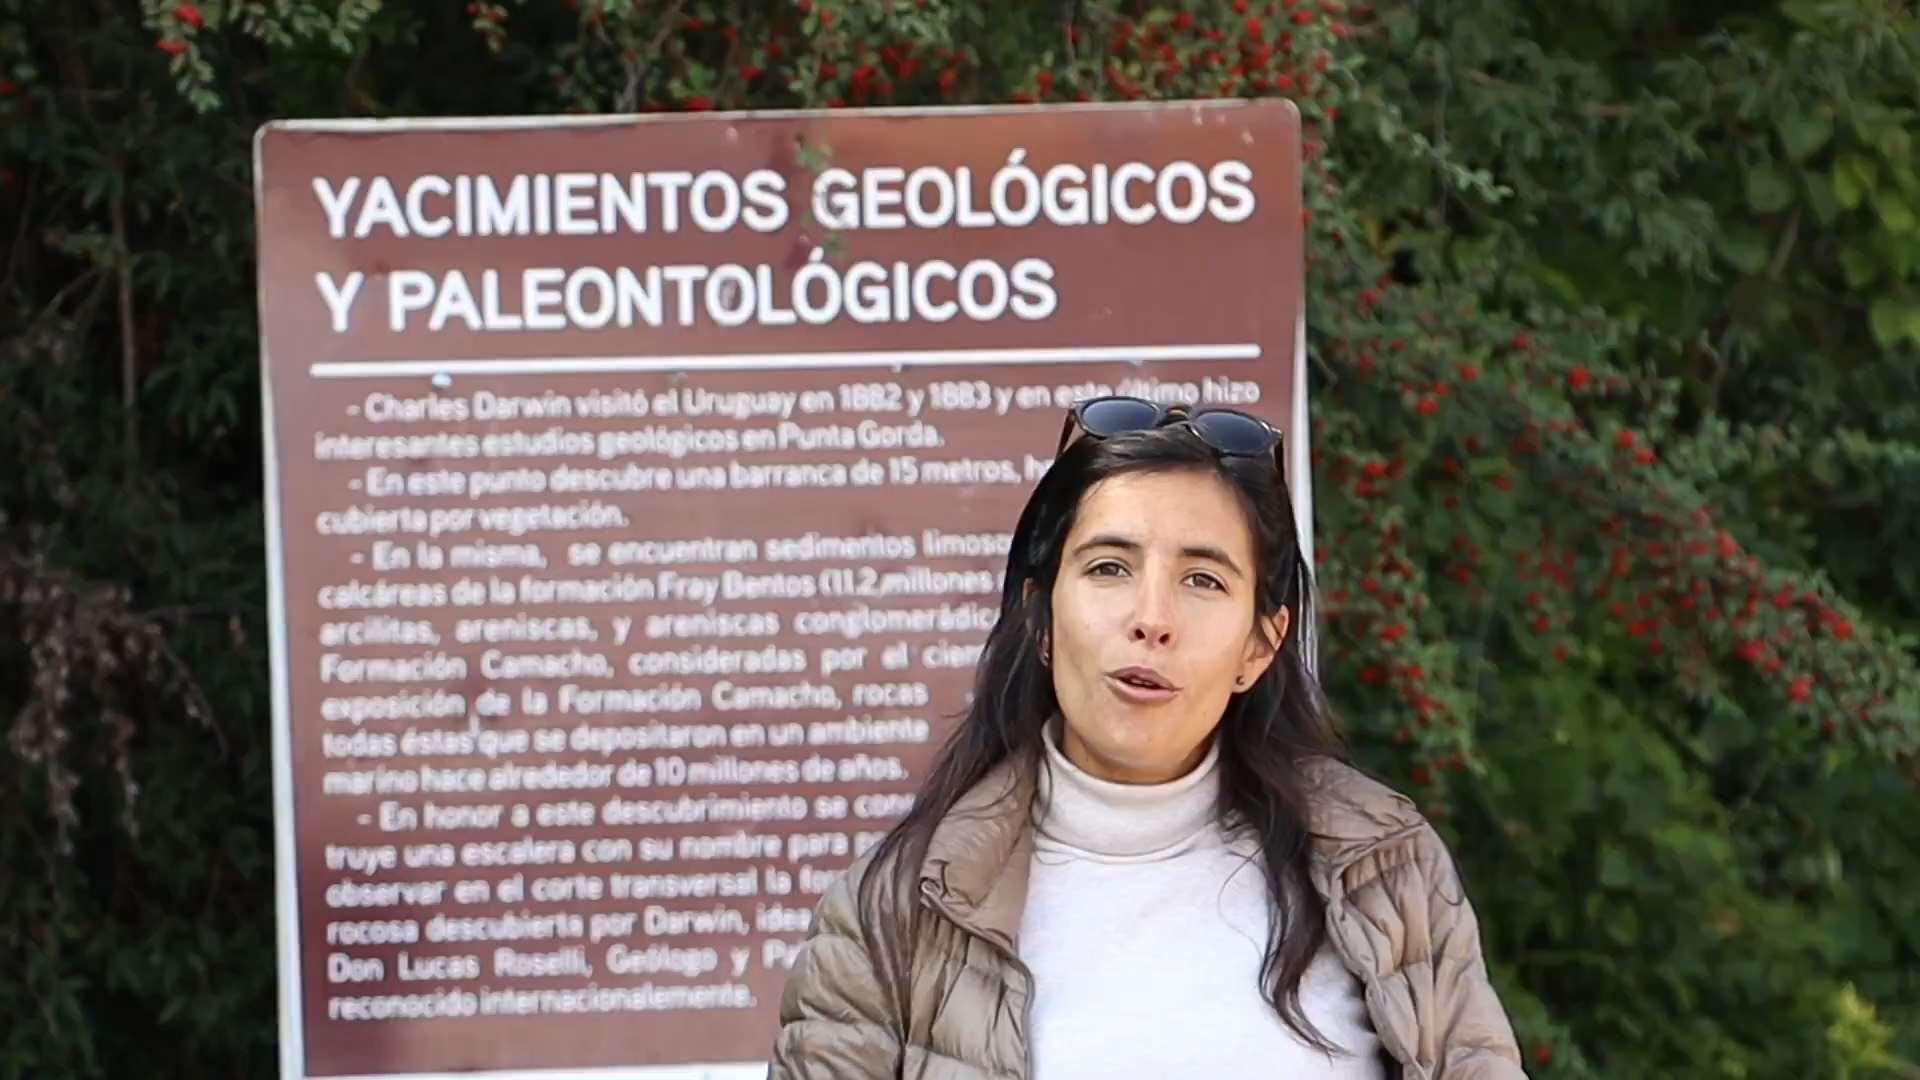 YACIMIENTOS GEOLÓGICOS
Y PALEONTOLÓGICOS
- Charles Darwin visitó el Uruguay en 1882 y 1883 y en este último hizo
interesantes estudios geológicos en Punta Gorda.
- En este punto descubre una barranca de 15 metros,
cubierta por vegetación.
- En la misma, se encuentran sedimentos
calcáreas de la formación Fray Bentos (11.2 millones
arcilitas, areniscas, y areniscas
Formación Camacho, consideradas por el
exposición de la Formación Camacho, rocas
todas éstas que se depositaron en un ambiente
marino hace alrededor de 10 millones de años.
- En honor a este descubrimiento se
truye una escalera con su nombre para
observar en el corte transversal la
rocosa descubierta por Darwin,
Don Lucas Roselli, Geólogo y
reconocido internacionalemente.